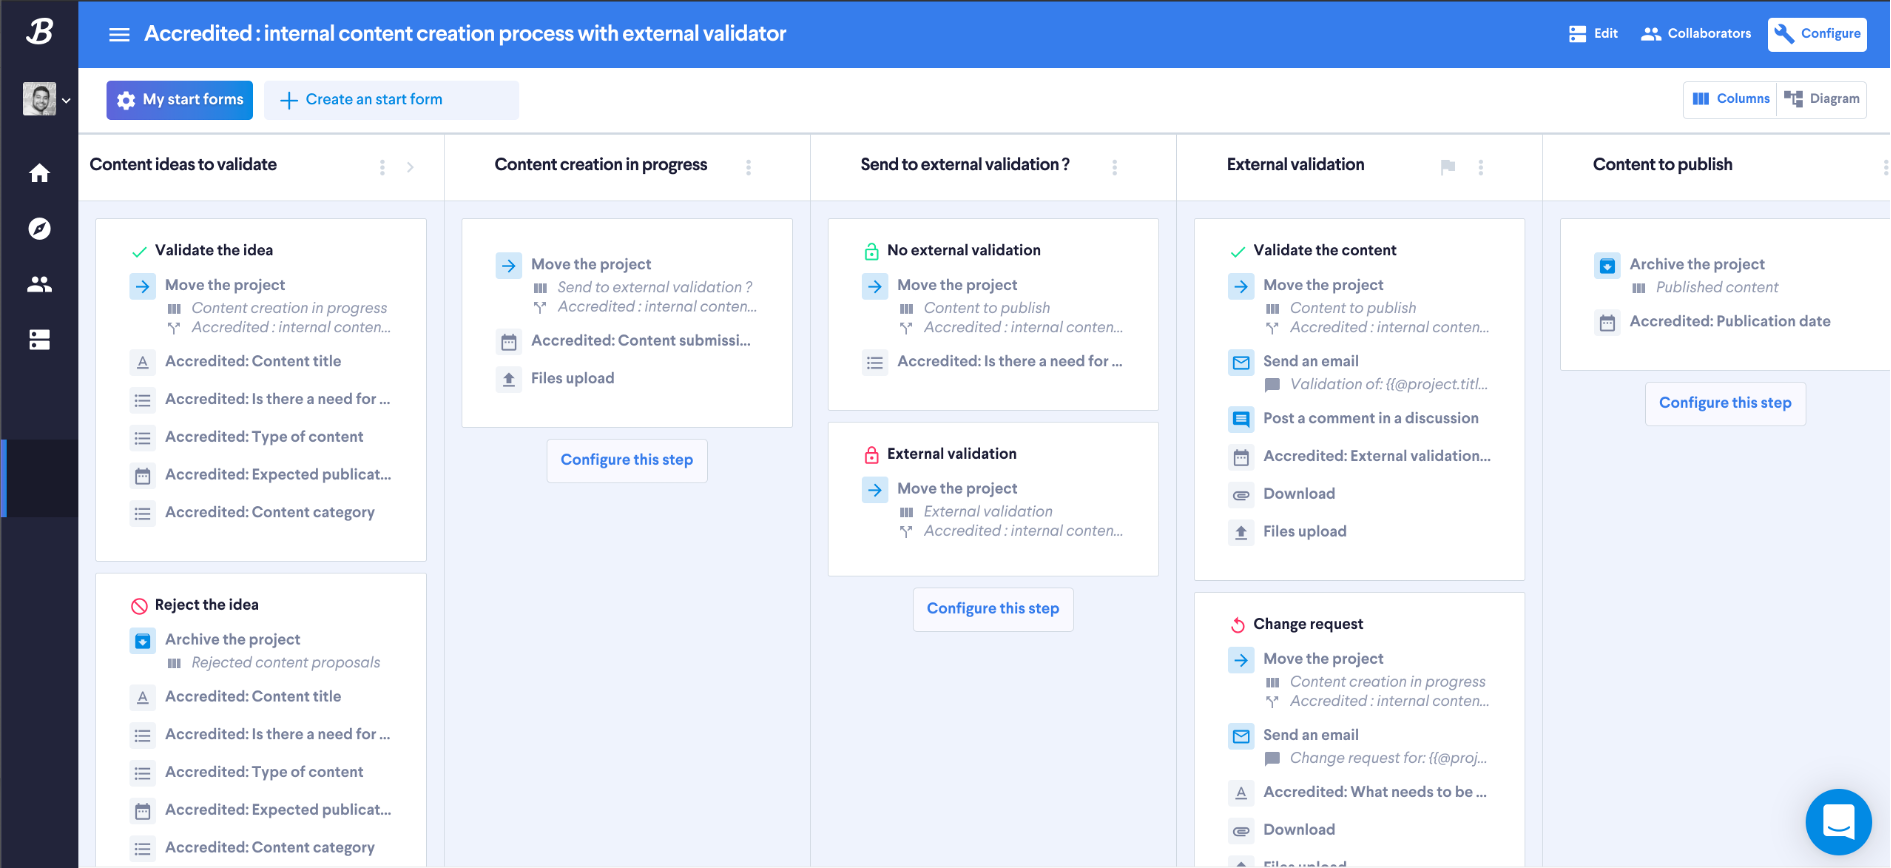 B
Accredited : internal content creation process with external validator
Edit
Collaborators
Configure
My start forms
Create an start form
Columns
Diagram
Content ideas to validate
Validate the idea
Move the project
Content creation in progress
Accredited : internal conten...
Accredited: Content title
Accredited: Is there a need for ...
Accredited: Type of content
Accredited: Expected publicat...
Accredited: Content category
Reject the idea
Archive the project
Rejected content proposals
Accredited: Content title
Accredited: Is there a need for ...
Accredited: Type of content
Accredited: Expected publicat...
Accredited: Content category
Content creation in progress
Move the project
Send to external validation ?
Accredited : internal conten...
Accredited: Content submissi...
Files upload
Configure this step
Send to external validation ?
No external validation
Move the project
Content to publish
Accredited : internal conten...
Accredited: Is there a need for ...
External validation
Move the project
External validation
Accredited : internal conten...
Configure this step
External validation
Validate the content
Move the project
Content to publish
Accredited : internal conten...
Send an email
Validation of: {{@project.titl...
Post a comment in a discussion
Accredited: External validation...
Download
Files upload
Change request
Move the project
Content creation in progress
Accredited : internal conten...
Send an email
Change request for: {{@proj...
Accredited: What needs to be ...
Download
Files upload
Content to publish
Archive the project
Published content
Accredited: Publication date
Configure this step